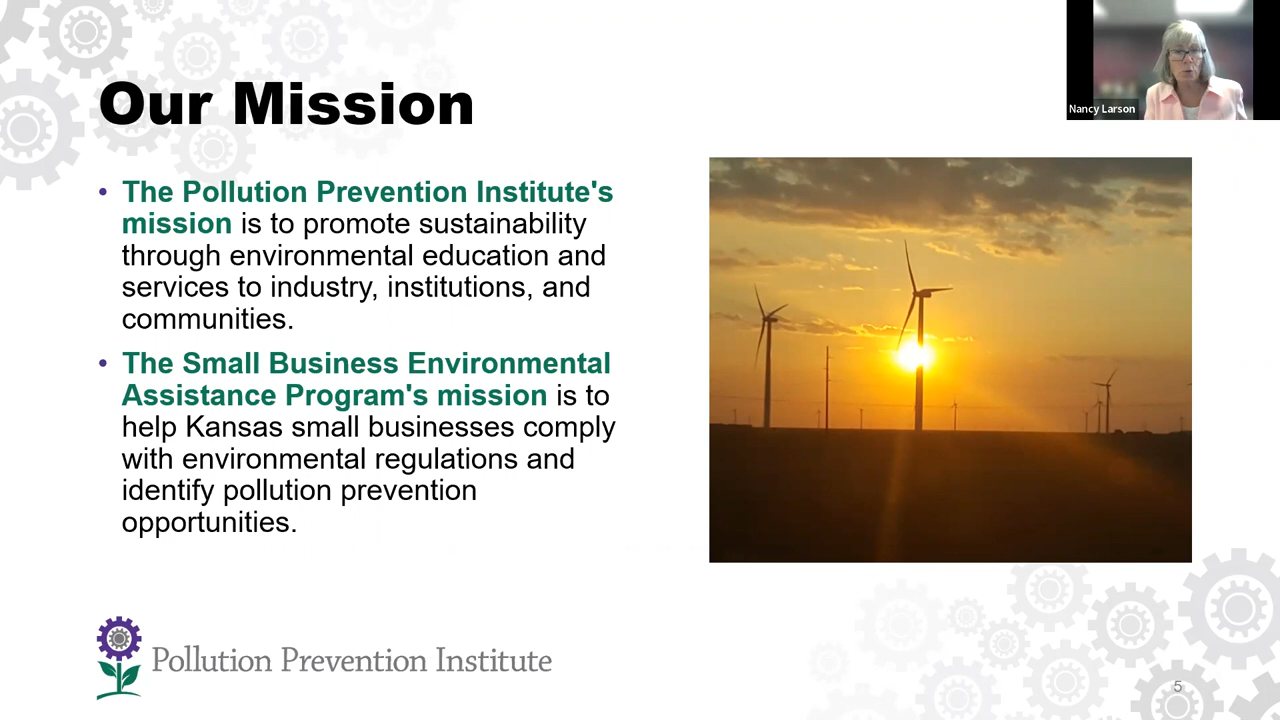 Our Mission
Nancy Larson
• The Pollution Prevention Institute's
mission is to promote sustainability
through environmental education and
services to industry, institutions, and
communities.
• The Small Business Environmental
Assistance Program's mission is to
help Kansas small businesses comply
with environmental regulations and
identify pollution prevention
opportunities.
Pollution Prevention Institute
5